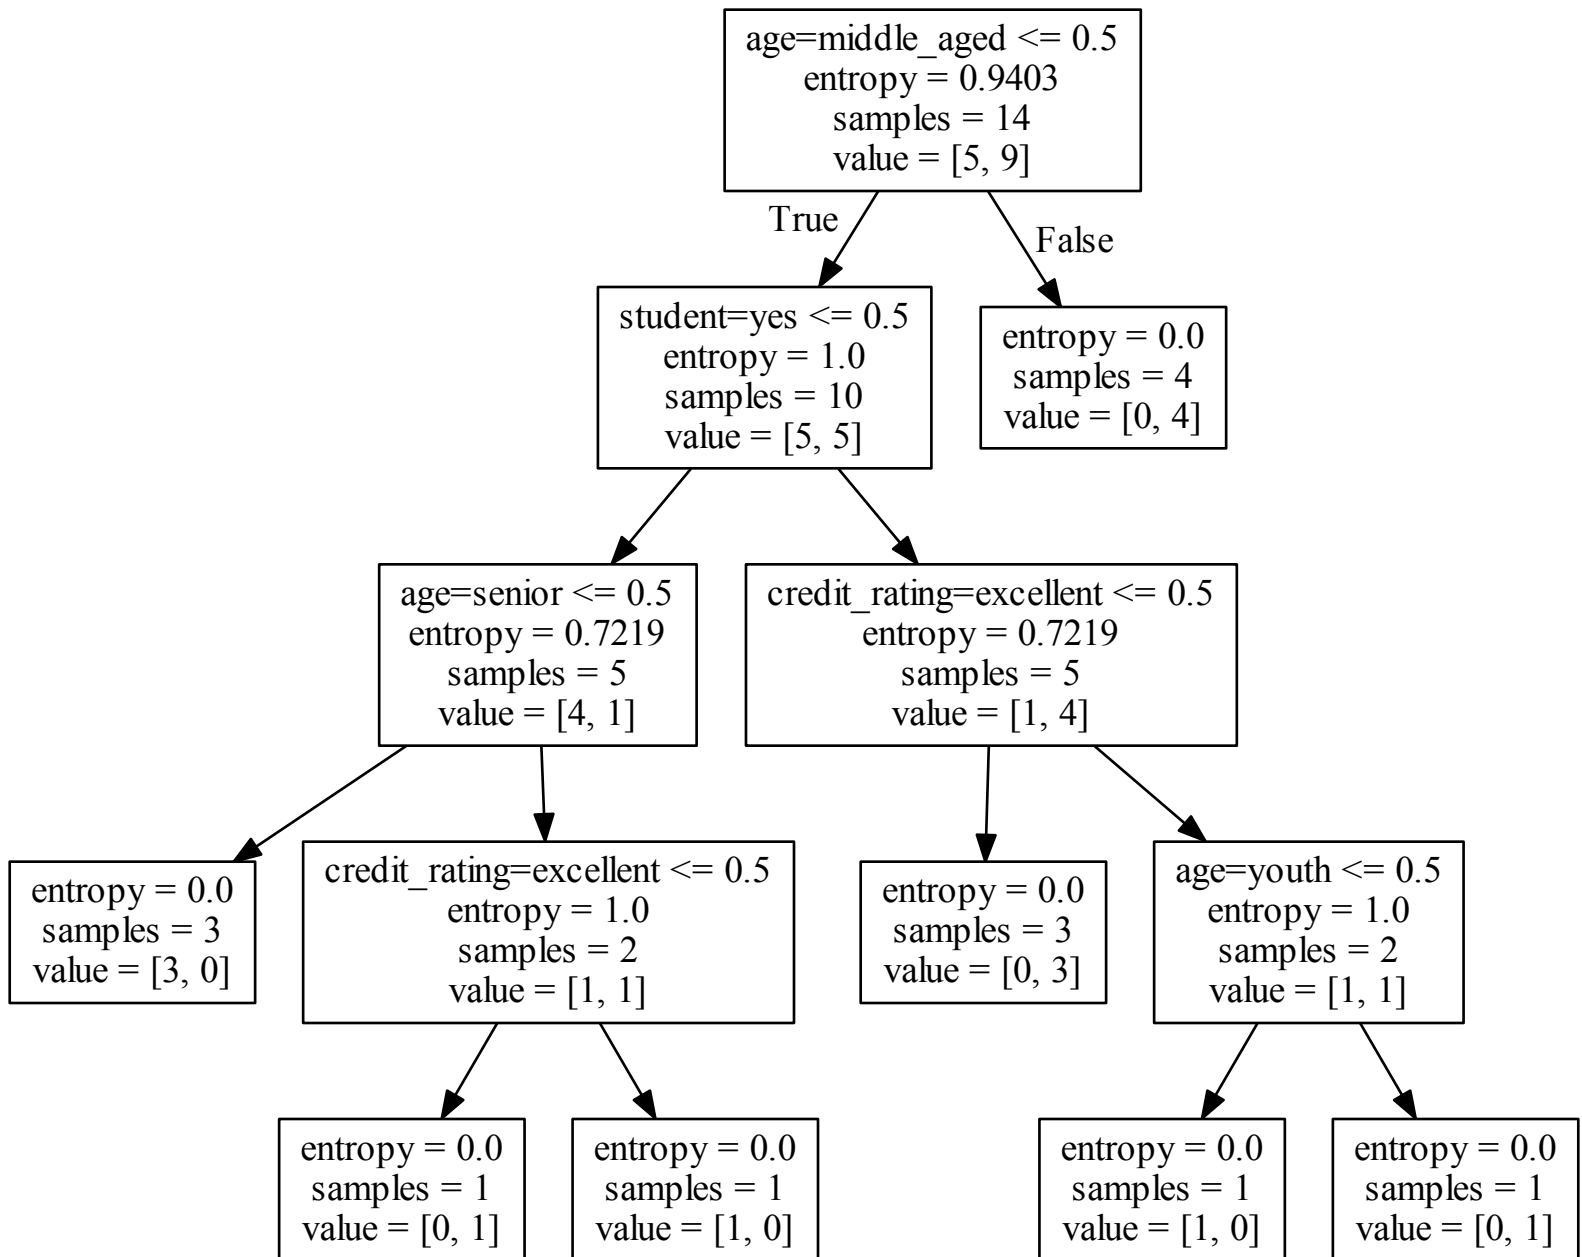 age=middle_aged <= 0.5
entropy = 0.9403
samples = 14
value = [5, 9]
True
False
student=yes <= 0.5
entropy = 1.0
samples = 10
value = [5, 5]
entropy = 0.0
samples = 4
value = [0, 4]
age=senior <= 0.5
entropy = 0.7219
samples = 5
value = [4, 1]
credit_rating=excellent <= 0.5
entropy = 0.7219
samples = 5
value = [1, 4]
entropy = 0.0
samples = 3
value = [3, 0]
credit_rating=excellent <= 0.5
entropy = 1.0
samples = 2
value = [1, 1]
entropy = 0.0
samples = 3
value = [0, 3]
age=youth <= 0.5
entropy = 1.0
samples = 2
value = [1, 1]
entropy = 0.0
samples = 1
value = [0, 1]
entropy = 0.0
samples = 1
value = [1, 0]
entropy = 0.0
samples = 1
value = [1, 0]
entropy = 0.0
samples = 1
value = [0, 1]